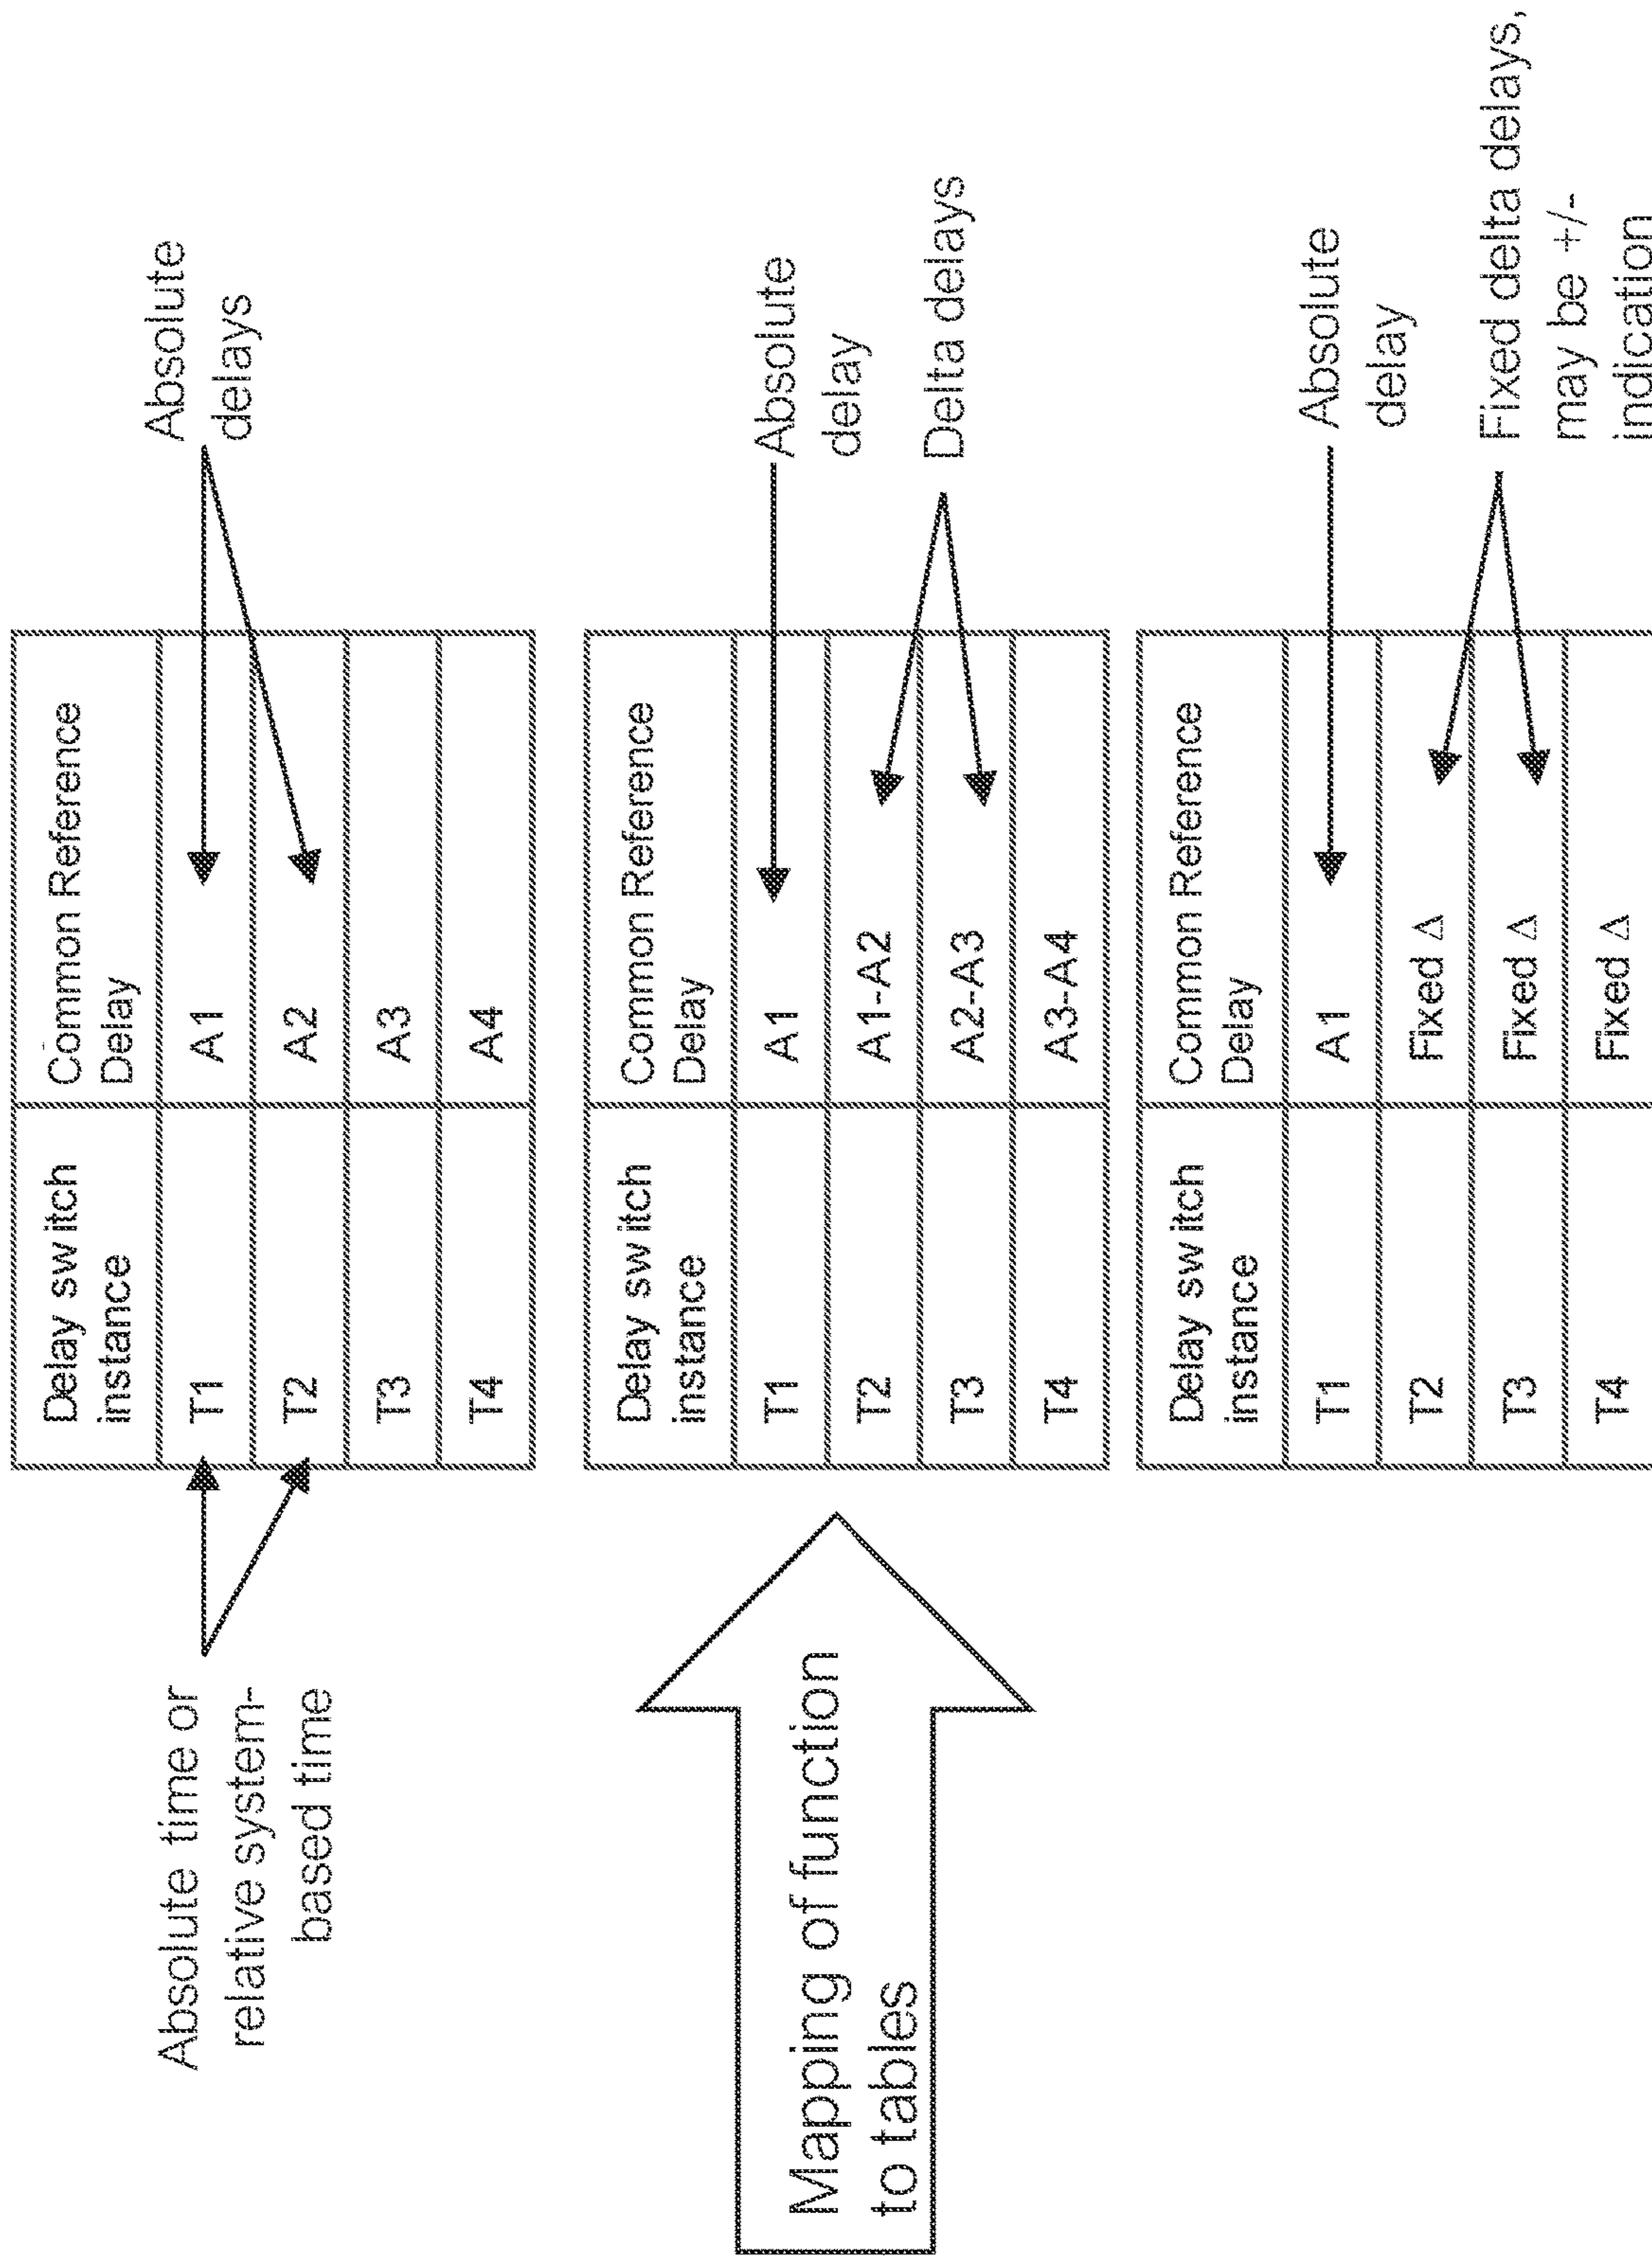 Absolute time or
relative system-
based time
Delay switch
instance
Common Reference
Delay
T1
A1
T2
A2
T3
A3
T4
A4
Absolute
delays
Mapping of function
to tables
Delay switch
instance
Common Reference
Delay
T1
A1
T2
A1-A2
T3
A2-A3
T4
A3-A4
Absolute
delay
Delta delays
Delay switch
instance
Common Reference
Delay
T1
A1
T2
Fixed Δ
T3
Fixed Δ
T4
Fixed Δ
Absolute
delay
Fixed delta delays,
may be +/-
indication